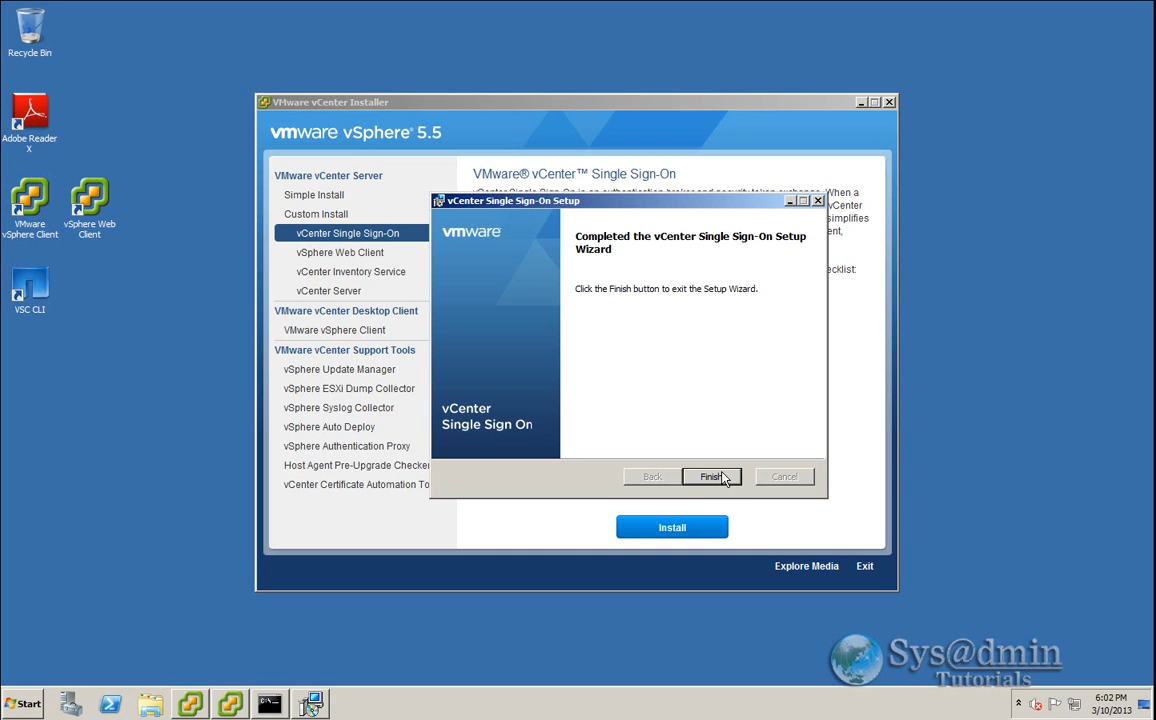 Recycle Bin
Adobe Reader
X
VMware
vSphere Client
vSphere Web
Client
VSC CLI
VMware vCenter Installer
vmware vSphere® 5.5
VMware vCenter Server
Simple Install
Custom Install
vCenter Single Sign-On
vSphere Web Client
vCenter Inventory Service
vCenter Server
VMware vCenter Desktop Client
VMware vSphere Client
VMware vCenter Support Tools
vSphere Update Manager
vSphere ESXi Dump Collector
vSphere Syslog Collector
vSphere Auto Deploy
vSphere Authentication Proxy
Host Agent Pre-Upgrade Checker
vCenter Certificate Automation To
VMware® vCenter™ Single Sign-On
When a
vCenter
simplifies
ent,
ecklist:
vCenter Single Sign-On Setup
vmware
Completed the vCenter Single Sign-On Setup
Wizard
Click the Finish button to exit the Setup Wizard.
vCenter
Single Sign On
Back
Finish
Cancel
Install
Explore Media
Exit
Sys@dmin
Tutorials
Start
6:02 PM
3/10/2013